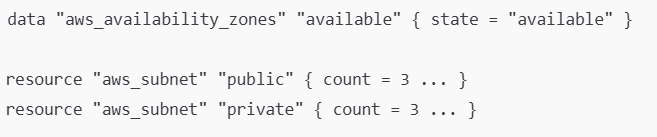 data "aws_availability_zones" "available" { state = "available" }
resource "aws_subnet" "public" { count = 3 ... }
resource "aws_subnet" "private" { count = 3 ... }